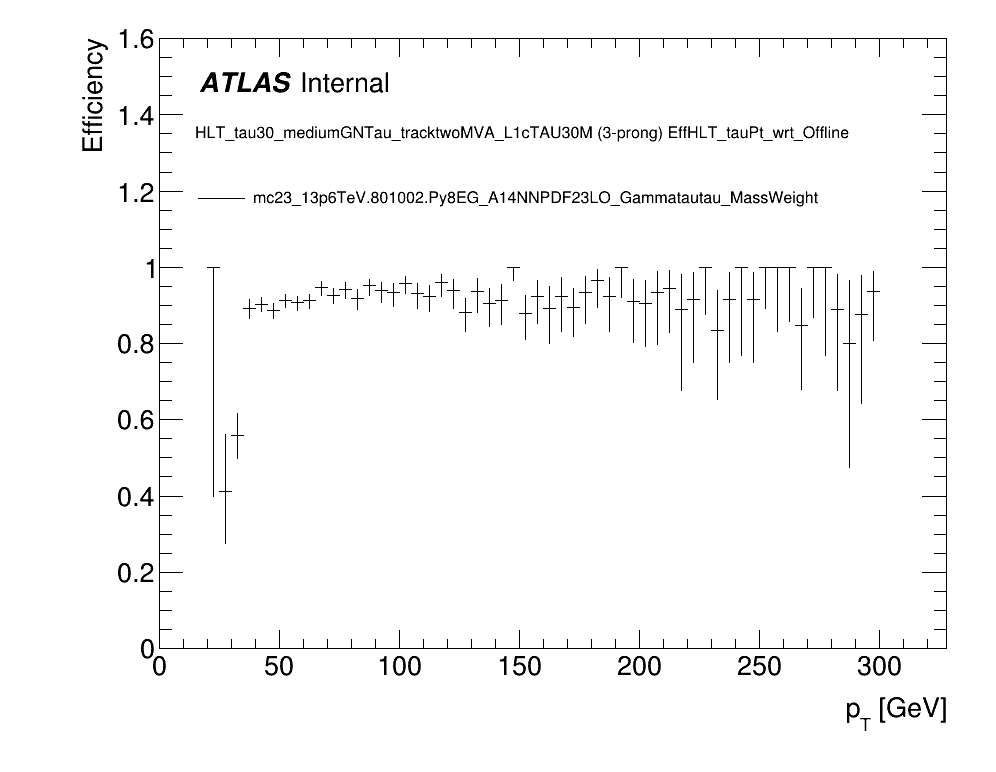 Efficiency
1.6
1.4
1.2
1
0.8
0.6
0.4
0.2
0
ATLAS Internal
HLT_tau30_mediumGNTau_tracktwoMVA_L1cTAU30M (3-prong) EffHLT_tauPt_wrt_Offline
mc23_13p6TeV.801002.Py8EG_A14NNPDF23LO_Gammatautau_MassWeight
0 50 100 150 200 250 300
p_T [GeV]